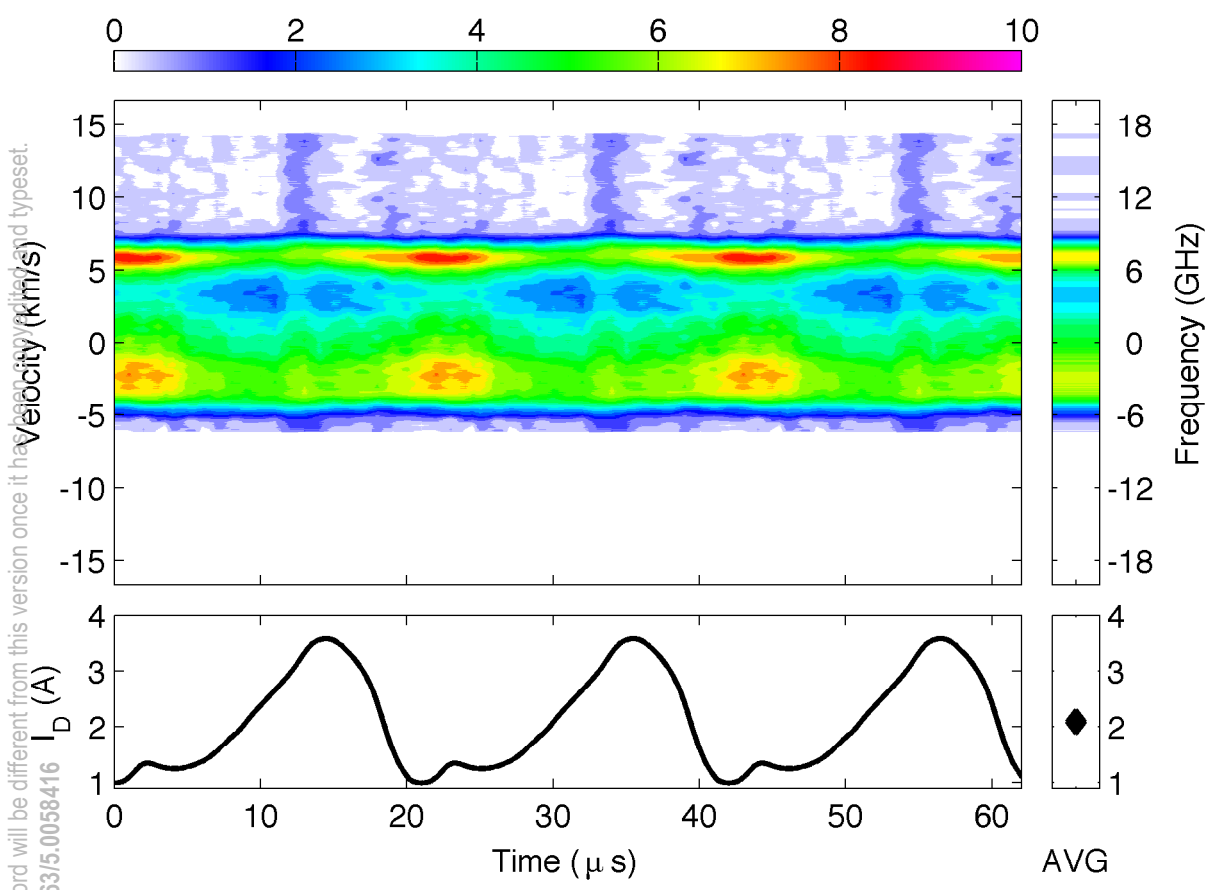 0 2 4 6 8 10
15
10
5
0
-5
-10
-15
Velocity (km/s)
18
12
6
0
-6
-12
-18
Frequency (GHz)
4
3
2
1
I_D (A)
4
3
2
1
0 10 20 30 40 50 60
Time (μ s)
AVG
ord will be different from this version once it has been copyedited and typeset.
63/5.0058416